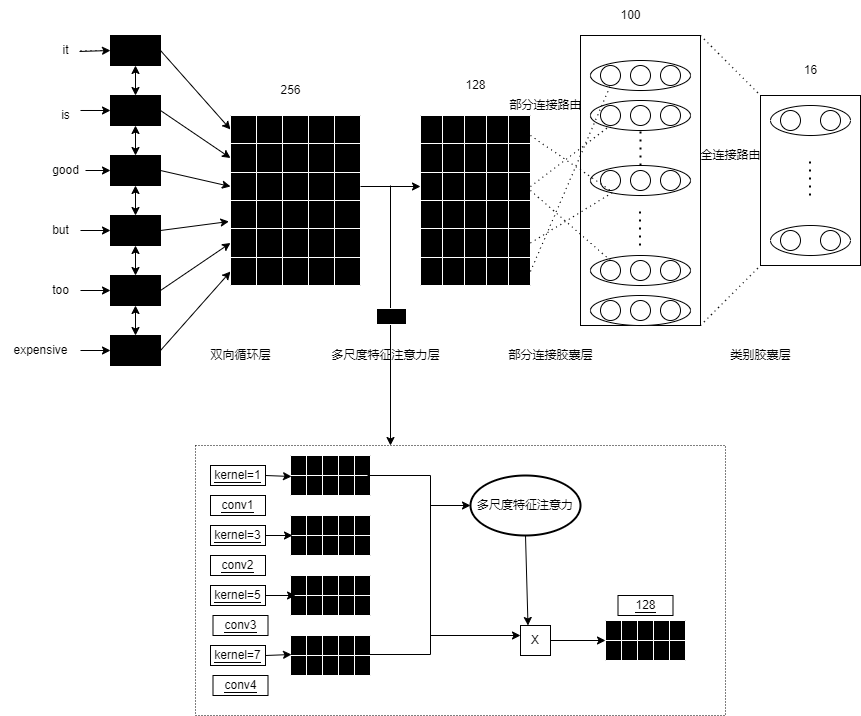 100
it
16
256
128
部分连接路由
is
全连接路由
good
but
too
expensive
双向循环层
多尺度特征注意力层
部分连接胶囊层
类别胶囊层
kernel=1
conv1
多尺度特征注意力
kernel=3
conv2
kernel=5
128
conv3
X
kernel=7
conv4